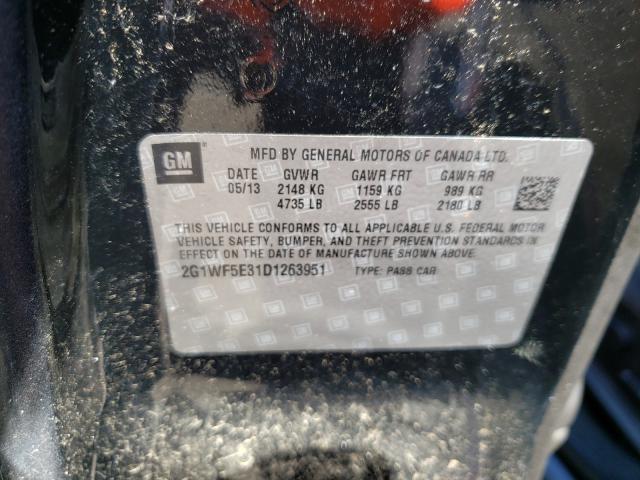 GM
MFD BY GENERAL MOTORS OF CANADA LTD.
DATE GVWR GAWR FRT GAWR RR
05/13 2148 KG 1159 KG 989 KG
4735 LB 2555 LB 2180 LB
THIS VEHICLE CONFORMS TO ALL APPLICABLE U.S. FEDERAL MOTOR
VEHICLE SAFETY, BUMPER, AND THEFT PREVENTION STANDARDS IN
EFFECT ON THE DATE OF MANUFACTURE SHOWN ABOVE.
2G1WF5E31D1263951 TYPE: PASS CAR